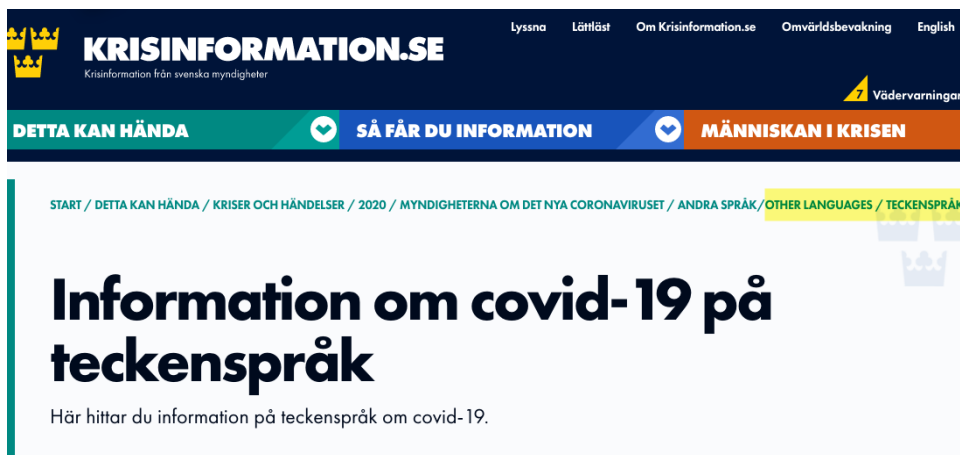 Lyssna Lättläst Om Krisinformation.se Omvärldsbevakning English
KRISINFORMATION.SE
Krisinformation från svenska myndigheter
7 Vädervarningar
DETTA KAN HÄNDA SÅ FÅR DU INFORMATION MÄNNISKAN I KRISEN
START / DETTA KAN HÄNDA / KRISER OCH HÄNDELSER / 2020 / MYNDIGHETERNA OM DET NYA CORONAVIRUSET / ANDRA SPRÅK/OTHER LANGUAGES / TECKENSPRÅK
Information om covid-19 på
teckenspråk
Här hittar du information på teckenspråk om covid-19.